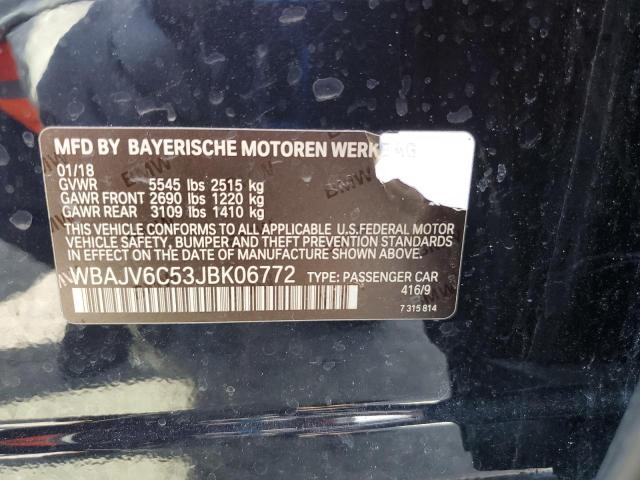 MFD BY BAYERISCHE MOTOREN WERKE AG
01/18
GVWR 5545 lbs 2515 kg
GAWR FRONT 2690 lbs 1220 kg
GAWR REAR 3109 lbs 1410 kg
THIS VEHICLE CONFORMS TO ALL APPLICABLE U.S.FEDERAL MOTOR
VEHICLE SAFETY, BUMPER AND THEFT PREVENTION STANDARDS
IN EFFECT ON THE DATE OF MANUFACTURE SHOWN ABOVE.
WBAJV6C53JBK06772 TYPE: PASSENGER CAR
416/9
7 315 814